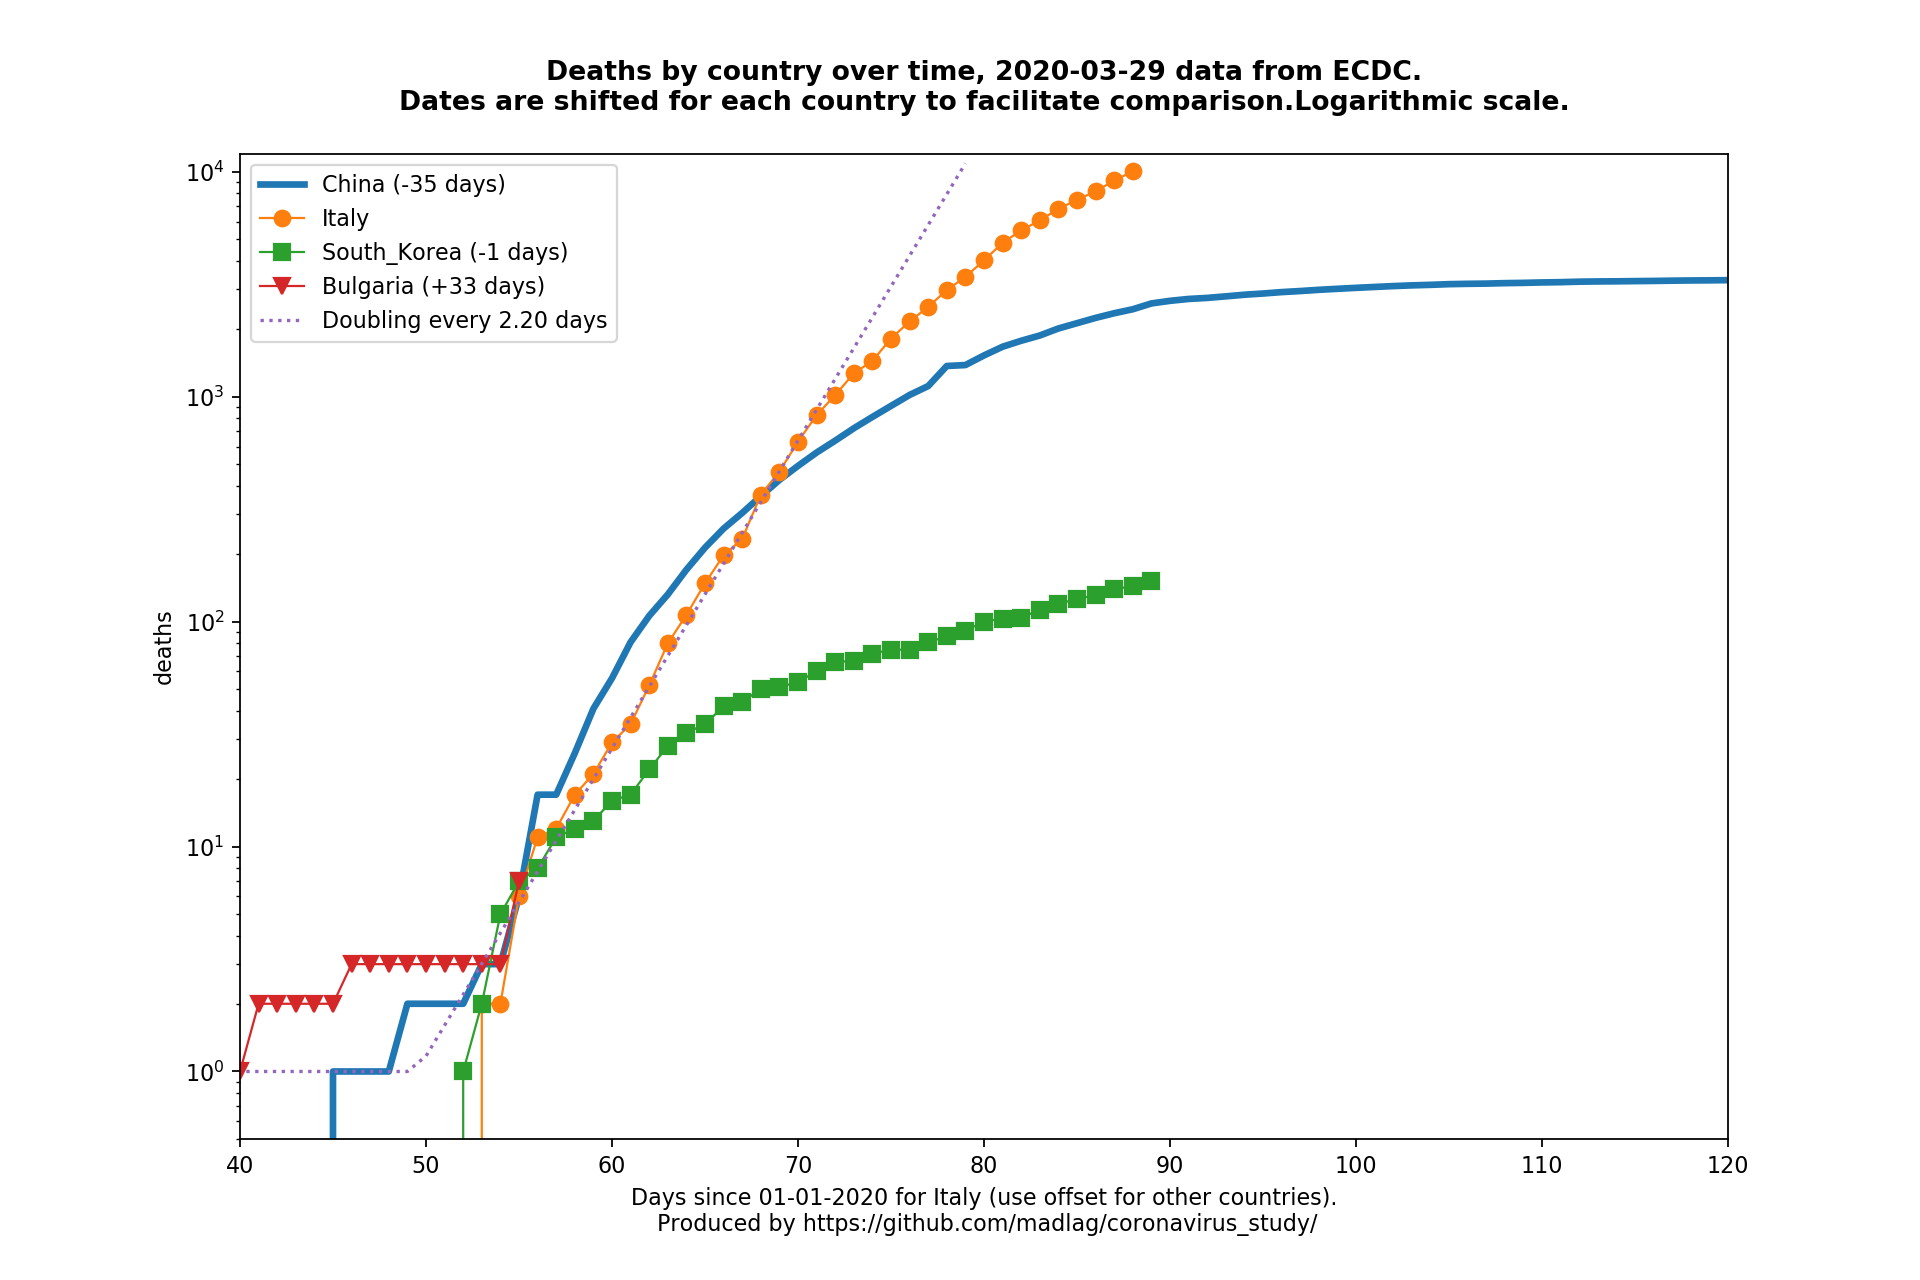 Deaths by country over time, 2020-03-29 data from ECDC.
Dates are shifted for each country to facilitate comparison.Logarithmic scale.
China (-35 days)
Italy
South_Korea (-1 days)
Bulgaria (+33 days)
Doubling every 2.20 days
deaths
10⁴
10³
10²
10¹
10⁰
40 50 60 70 80 90 100 110 120
Days since 01-01-2020 for Italy (use offset for other countries).
Produced by https://github.com/madlag/coronavirus_study/